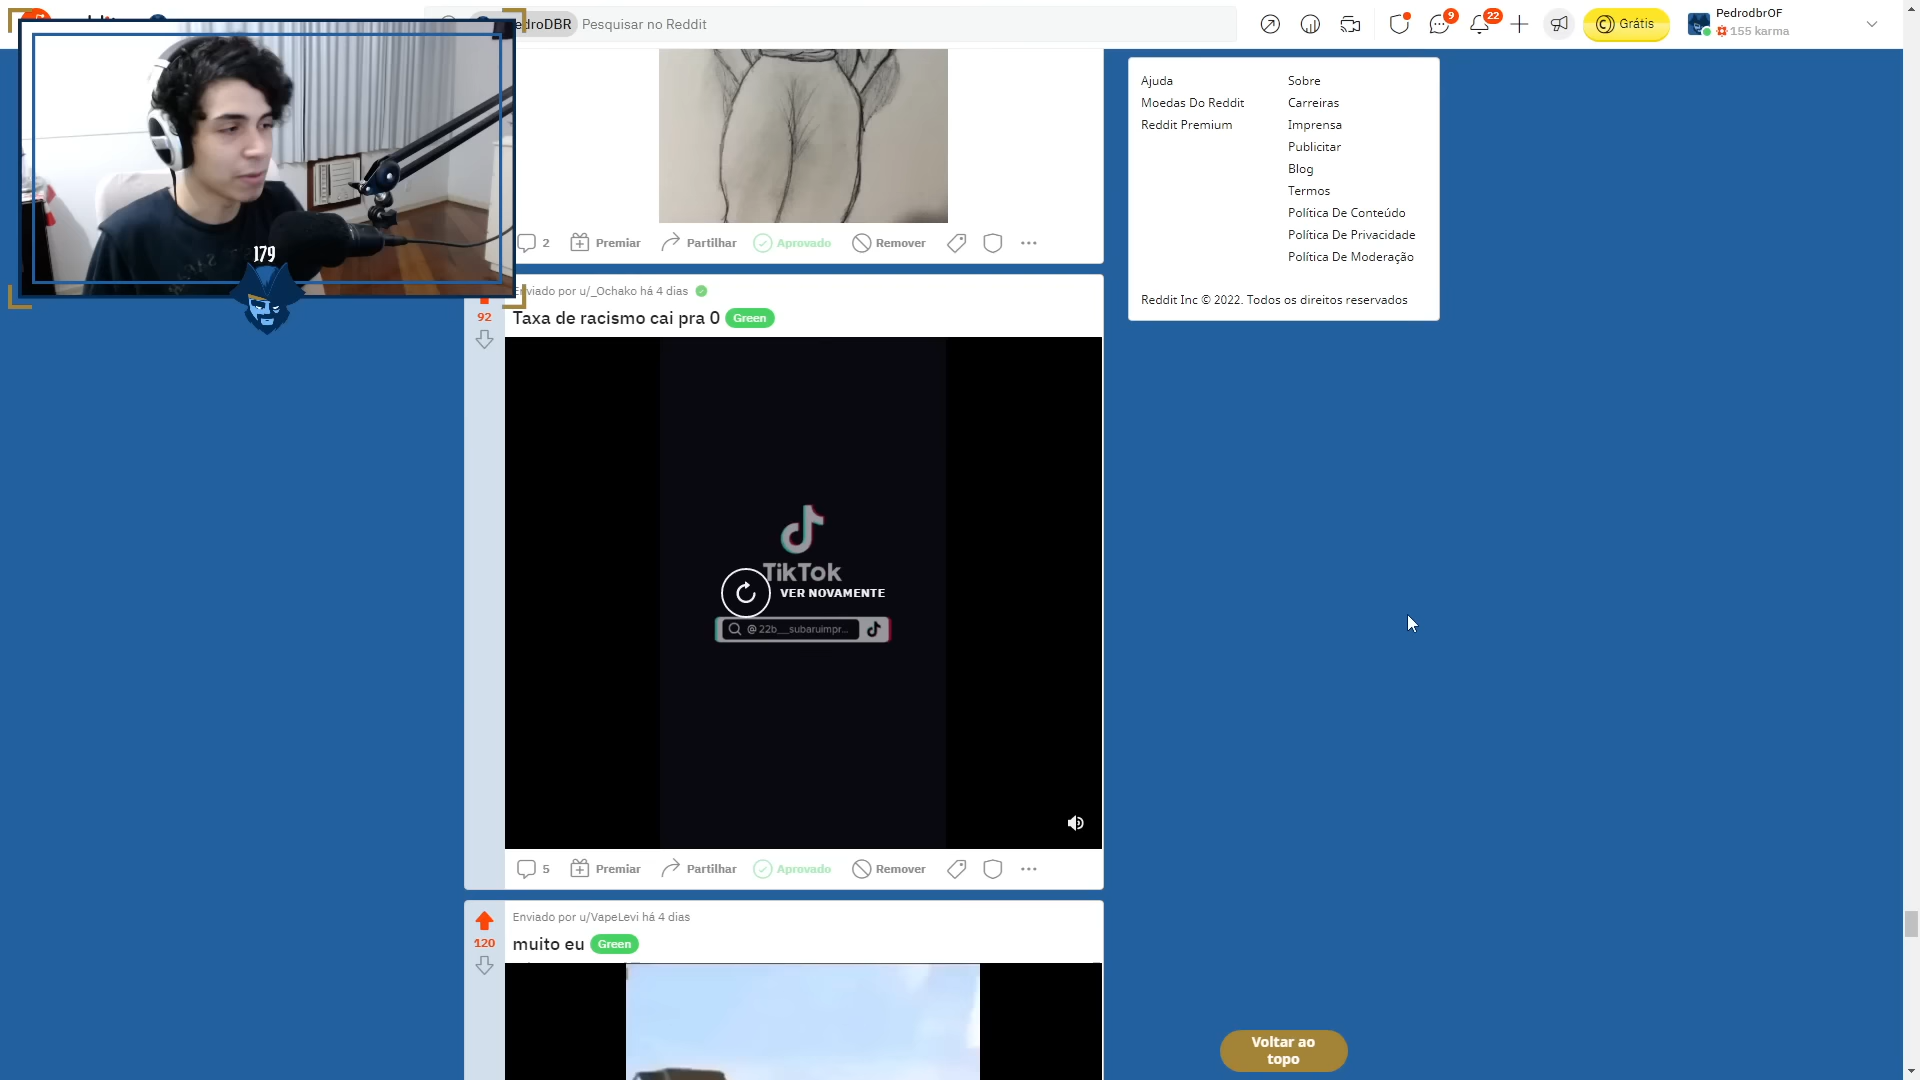 edroDBR
Pesquisar no Reddit
9
22
Grátis
PedrodbrOF
155 karma
179
2
Premiar
Partilhar
Aprovado
Remover
Ajuda
Sobre
Moedas Do Reddit
Carreiras
Reddit Premium
Imprensa
Publicitar
Blog
Termos
Política De Conteúdo
Política De Privacidade
Política De Moderação
Reddit Inc © 2022. Todos os direitos reservados
92
nviado por u/_Ochako há 4 dias
Taxa de racismo cai pra 0 Green
TikTok
VER NOVAMENTE
@22b__subaruimpr...
5
Premiar
Partilhar
Aprovado
Remover
120
Enviado por u/VapeLevi há 4 dias
muito eu Green
Voltar ao
topo